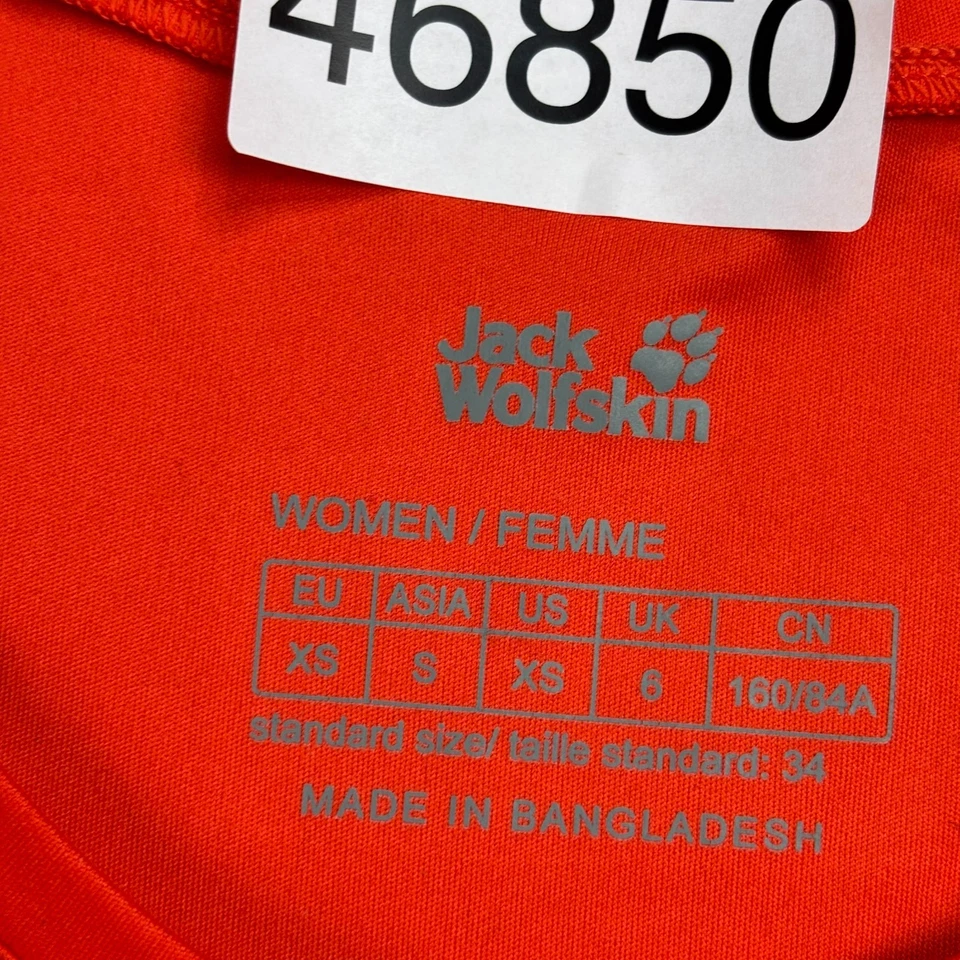 46850
Jack
Wolfskin
WOMEN / FEMME
EU ASIA US UK CN
XS S XS 6 160/84A
standard size/ taille standard: 34
MADE IN BANGLADESH